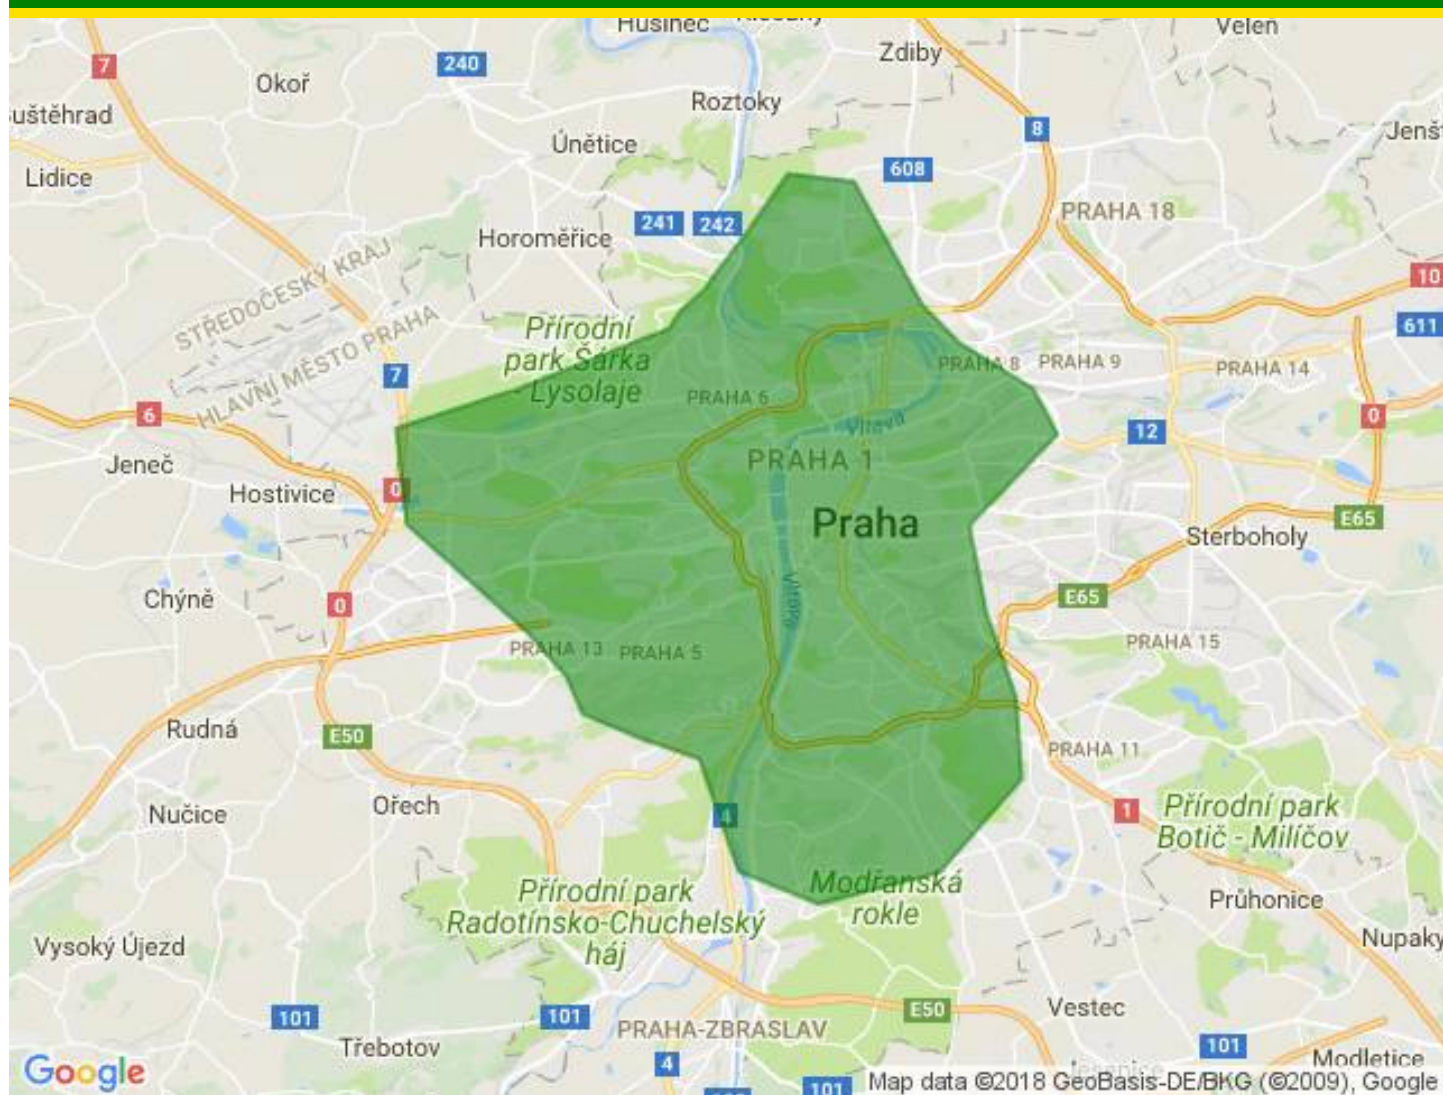 Husinec
Veleň
Zdiby
7
240
Okoř
Roztoky
uštěhrad
8
Únětice
Jenš
608
Lidice
PRAHA 18
241
242
Horoměřice
STŘEDOČESKÝ KRAJ
HLAVNÍ MĚSTO PRAHA
10
Přírodní
park Šárka
- Lysolaje
611
7
PRAHA 8
PRAHA 9
PRAHA 14
PRAHA 6
6
0
Vltava
12
Jeneč
PRAHA 1
Hostivice
0
E65
Praha
Sterboholy
Chýně
0
Vltava
E65
PRAHA 13
PRAHA 5
PRAHA 15
Rudná
E50
PRAHA 11
Ořech
Nučice
4
1
Přírodní park
Botič - Milíčov
Přírodní park
Radotínsko-Chuchelský
háj
Modřanská
rokle
Průhonice
Vysoký Újezd
Nupaky
101
101
E50
Vestec
PRAHA-ZBRASLAV
Třebotov
101
4
Jesenice
Modletice
Google
101
Map data ©2018 GeoBasis-DE/BKG (©2009), Google